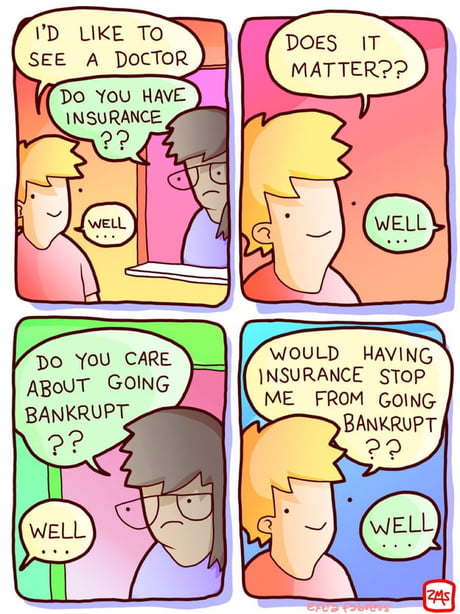 I'D LIKE TO
SEE A DOCTOR
DO YOU HAVE
INSURANCE
??
WELL
...
DOES IT
MATTER??
WELL
...
DO YOU CARE
ABOUT GOING
BANKRUPT
??
WELL
....
WOULD HAVING
INSURANCE STOP
ME FROM GOING
BANKRUPT
??
WELL
....
ZMS
extrafabulous